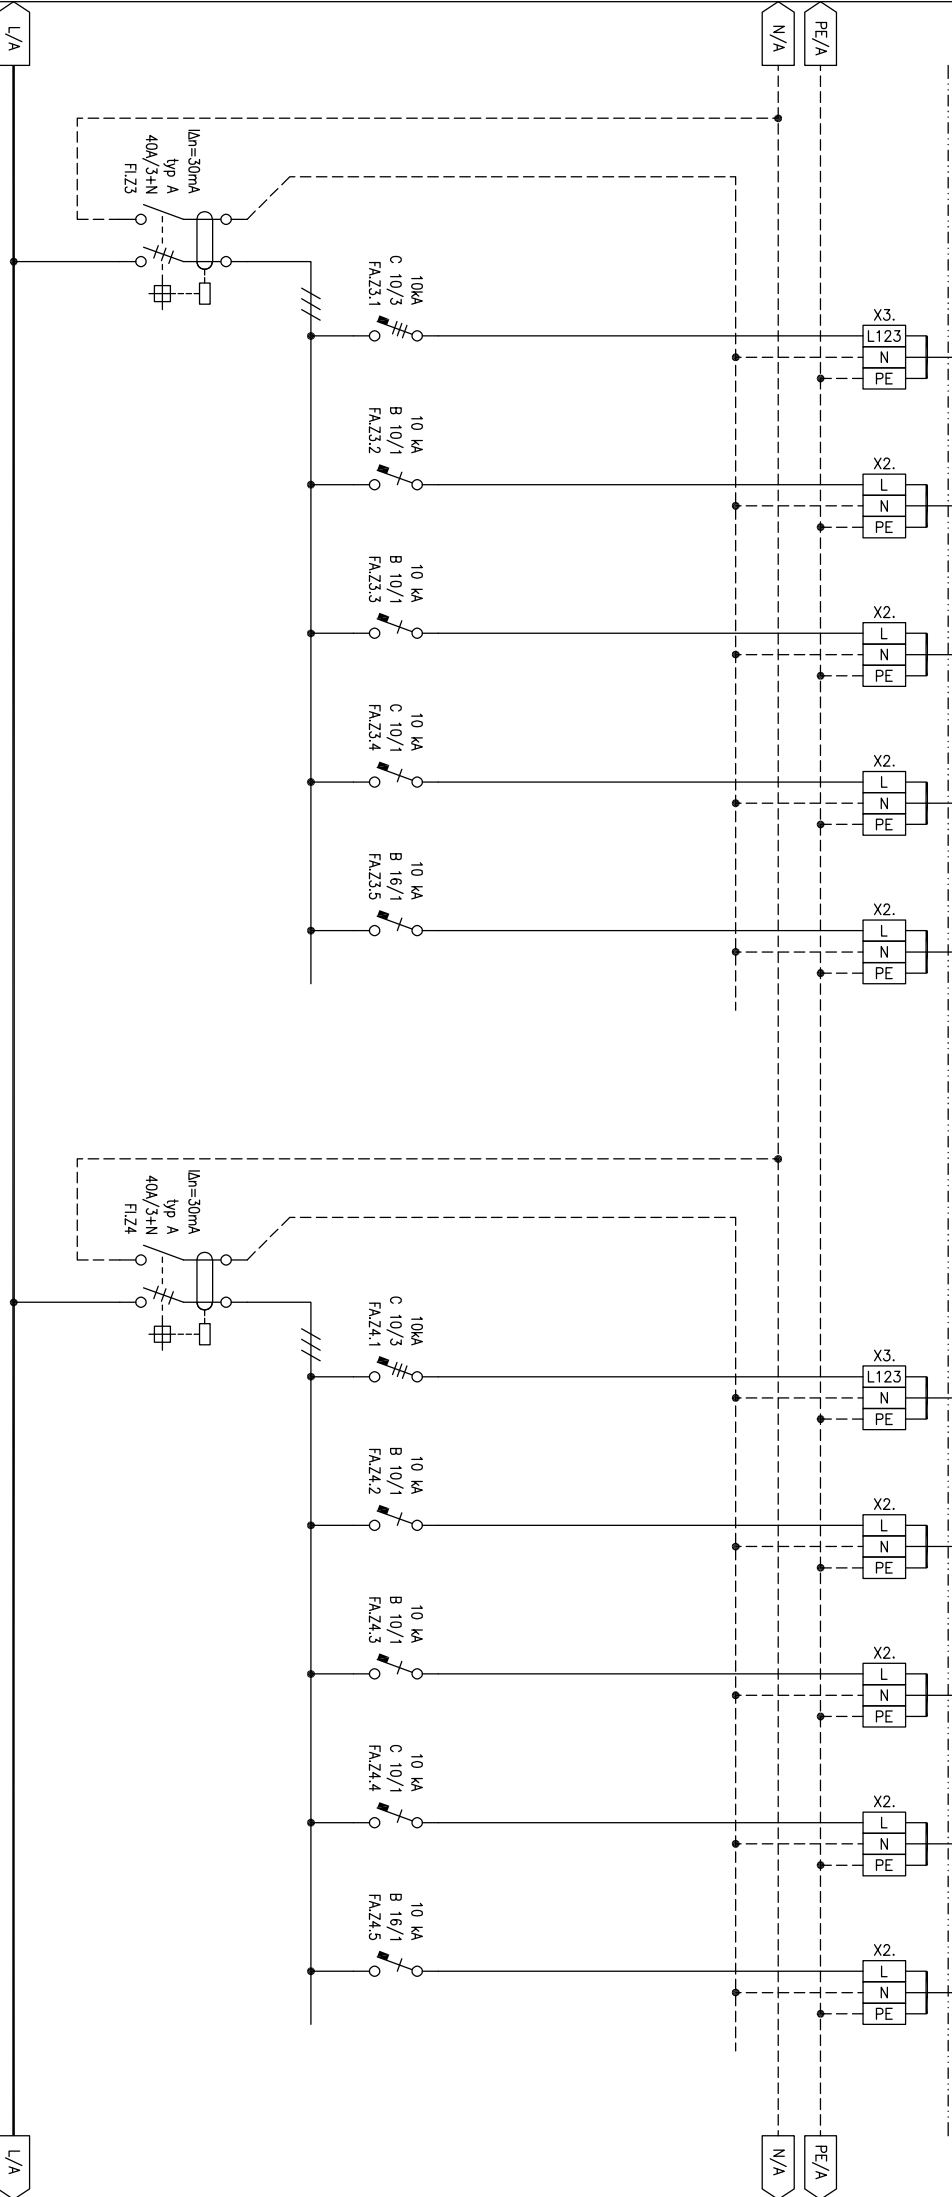 L/A
N/A
PE/A
IΔn=30mA
typ A
40A/3+N
FI.Z3
10kA
C 10/3
FA.Z3.1
X3.
L123
N
PE
10 kA
B 10/1
FA.Z3.2
X2.
L
N
PE
10 kA
B 10/1
FA.Z3.3
X2.
L
N
PE
10 kA
C 10/1
FA.Z3.4
X2.
L
N
PE
10 kA
B 16/1
FA.Z3.5
X2.
L
N
PE
IΔn=30mA
typ A
40A/3+N
FI.Z4
10kA
C 10/3
FA.Z4.1
X3.
L123
N
PE
10 kA
B 10/1
FA.Z4.2
X2.
L
N
PE
10 kA
B 10/1
FA.Z4.3
X2.
L
N
PE
10 kA
C 10/1
FA.Z4.4
X2.
L
N
PE
10 kA
B 16/1
FA.Z4.5
X2.
L
N
PE
L/A
N/A
PE/A